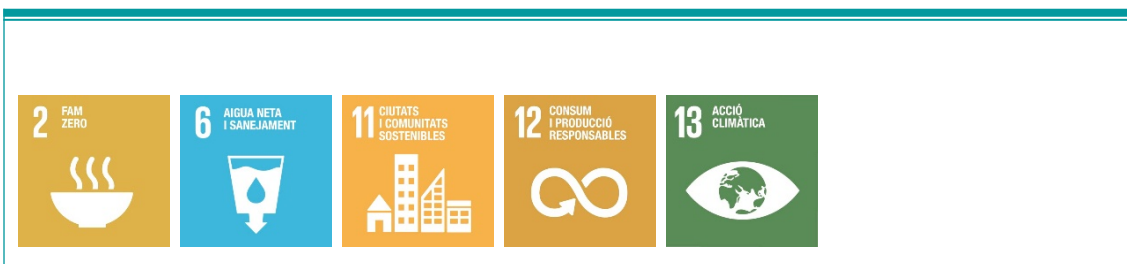 2 FAM
ZERO
6 AIGUA NETA
I SANEJAMENT
11 CIUTATS
I COMUNITATS
SOSTENIBLES
12 CONSUM
I PRODUCCIÓ
RESPONSABLES
13 ACCIÓ
CLIMÀTICA